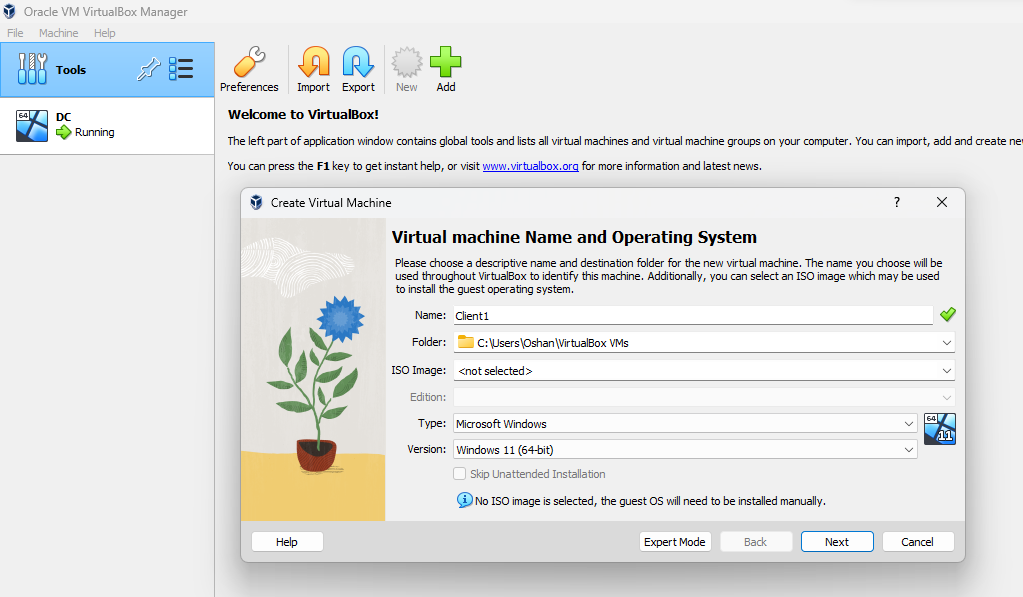 Oracle VM VirtualBox Manager
File Machine Help
Tools
Preferences Import Export New Add
64 DC
Running
Welcome to VirtualBox!
The left part of application window contains global tools and lists all virtual machines and virtual machine groups on your computer. You can import, add and create new
You can press the F1 key to get instant help, or visit www.virtualbox.org for more information and latest news.
Create Virtual Machine ?
Virtual machine Name and Operating System
Please choose a descriptive name and destination folder for the new virtual machine. The name you choose will be
used throughout VirtualBox to identify this machine. Additionally, you can select an ISO image which may be used
to install the guest operating system.
Name: Client1
Folder: C:\Users\Oshan\VirtualBox VMs
ISO Image: <not selected>
Edition:
Type: Microsoft Windows
64
11
Version: Windows 11 (64-bit)
Skip Unattended Installation
No ISO image is selected, the guest OS will need to be installed manually.
Help Expert Mode Back Next Cancel